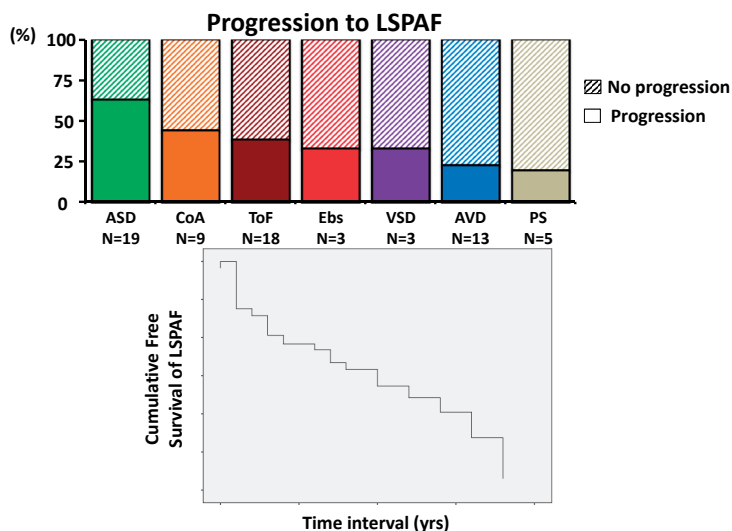 Progression to LSPAF
(%)
100
75
50
25
0
No progression
Progression
ASD CoA ToF Ebs VSD AVD PS
N=19 N=9 N=18 N=3 N=3 N=13 N=5
Cumulative Free
Survival of LSPAF
Time interval (yrs)